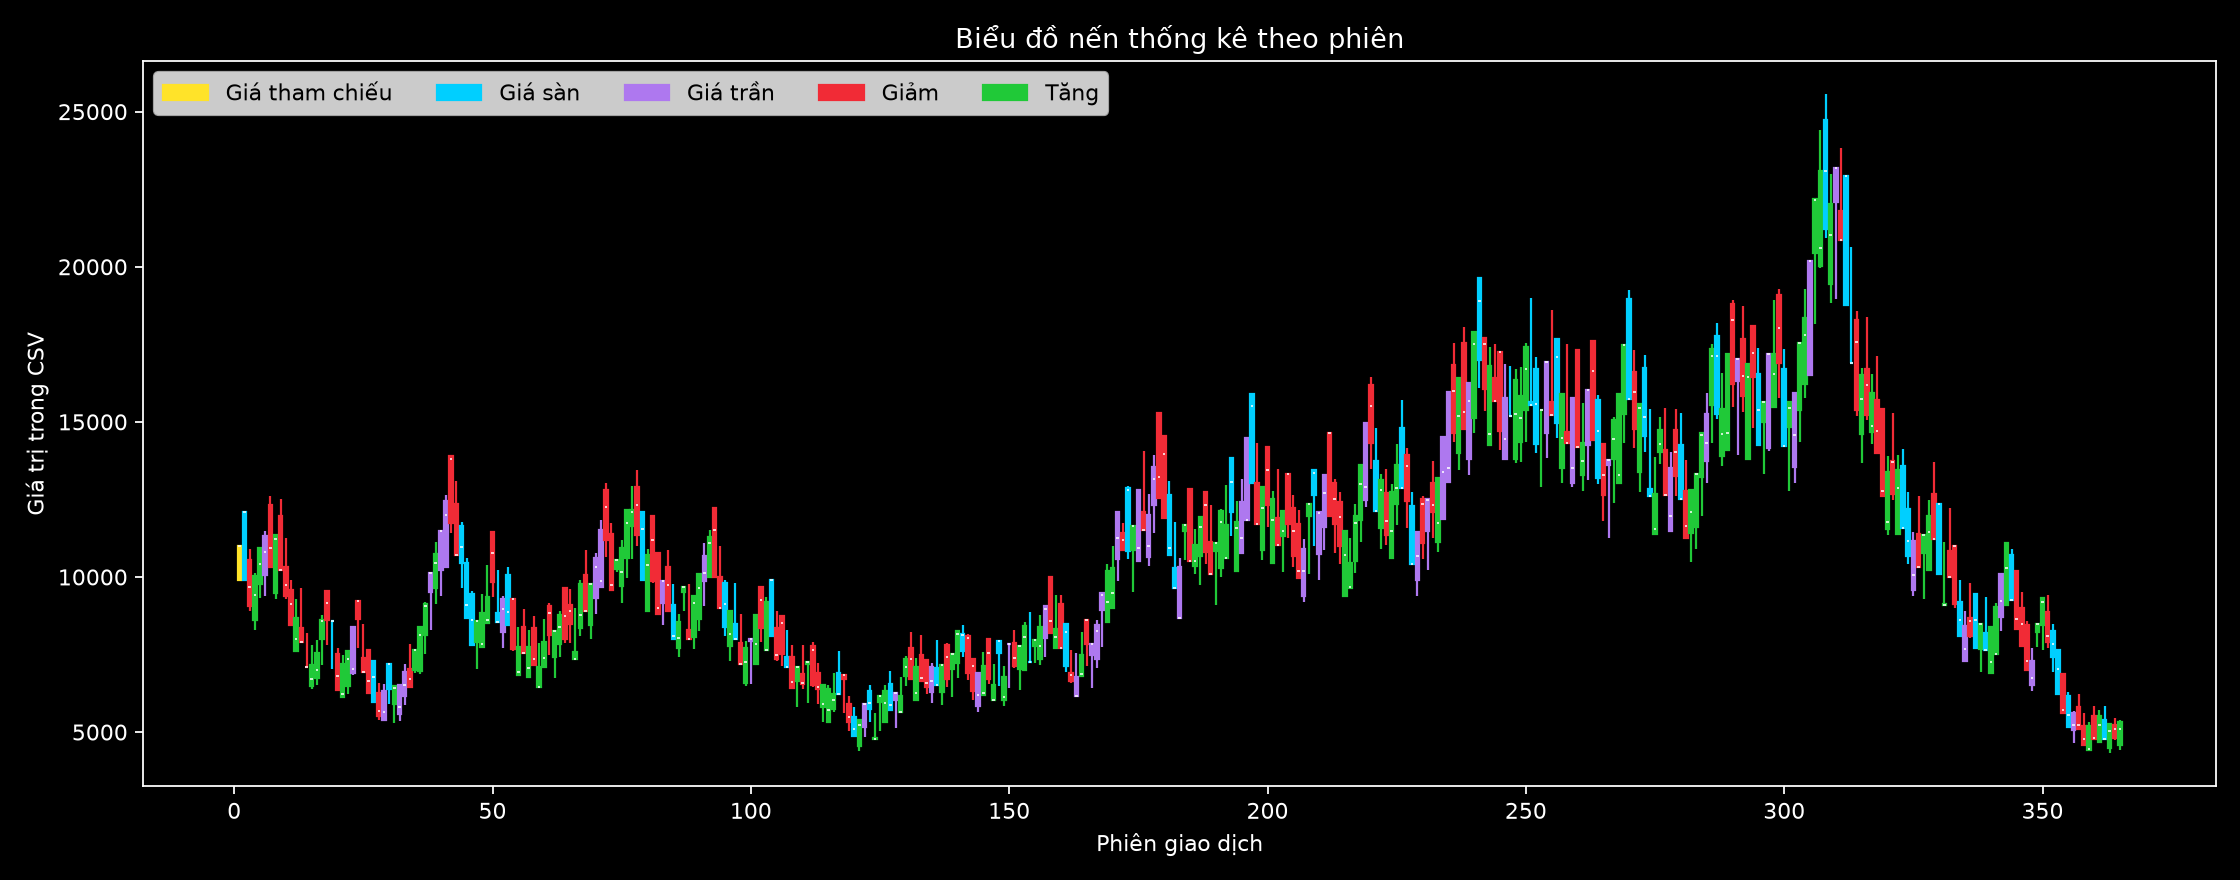 Biểu đồ nến thống kê theo phiên
Giá tham chiếu Giá sàn Giá trần Giảm Tăng
25000
20000
15000
10000
5000
Giá trị trong CSV
0 50 100 150 200 250 300 350
Phiên giao dịch